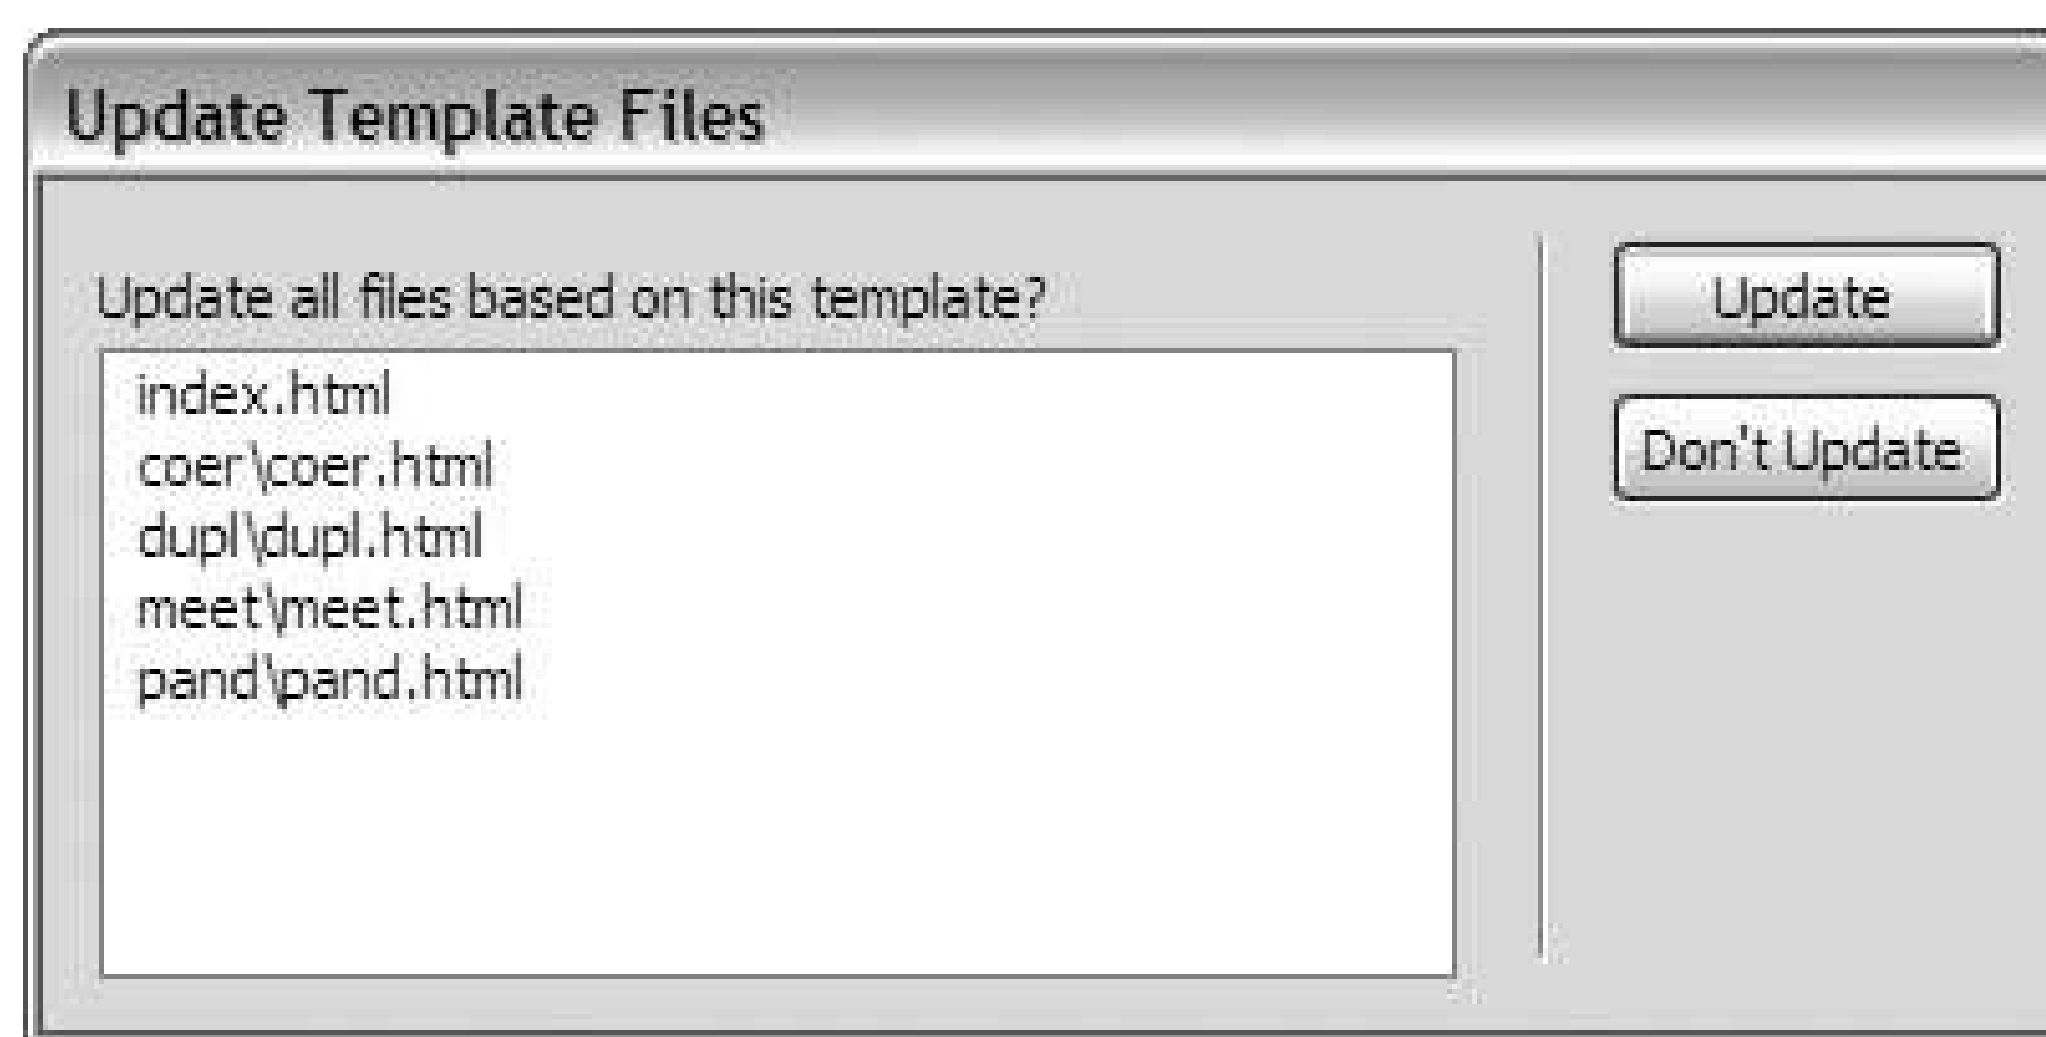 Update Template Files
Update all files based on this template?
index.html
coer\coer.html
dupl\dupl.html
meet\meet.html
pand\pand.html
Update
Don't Update